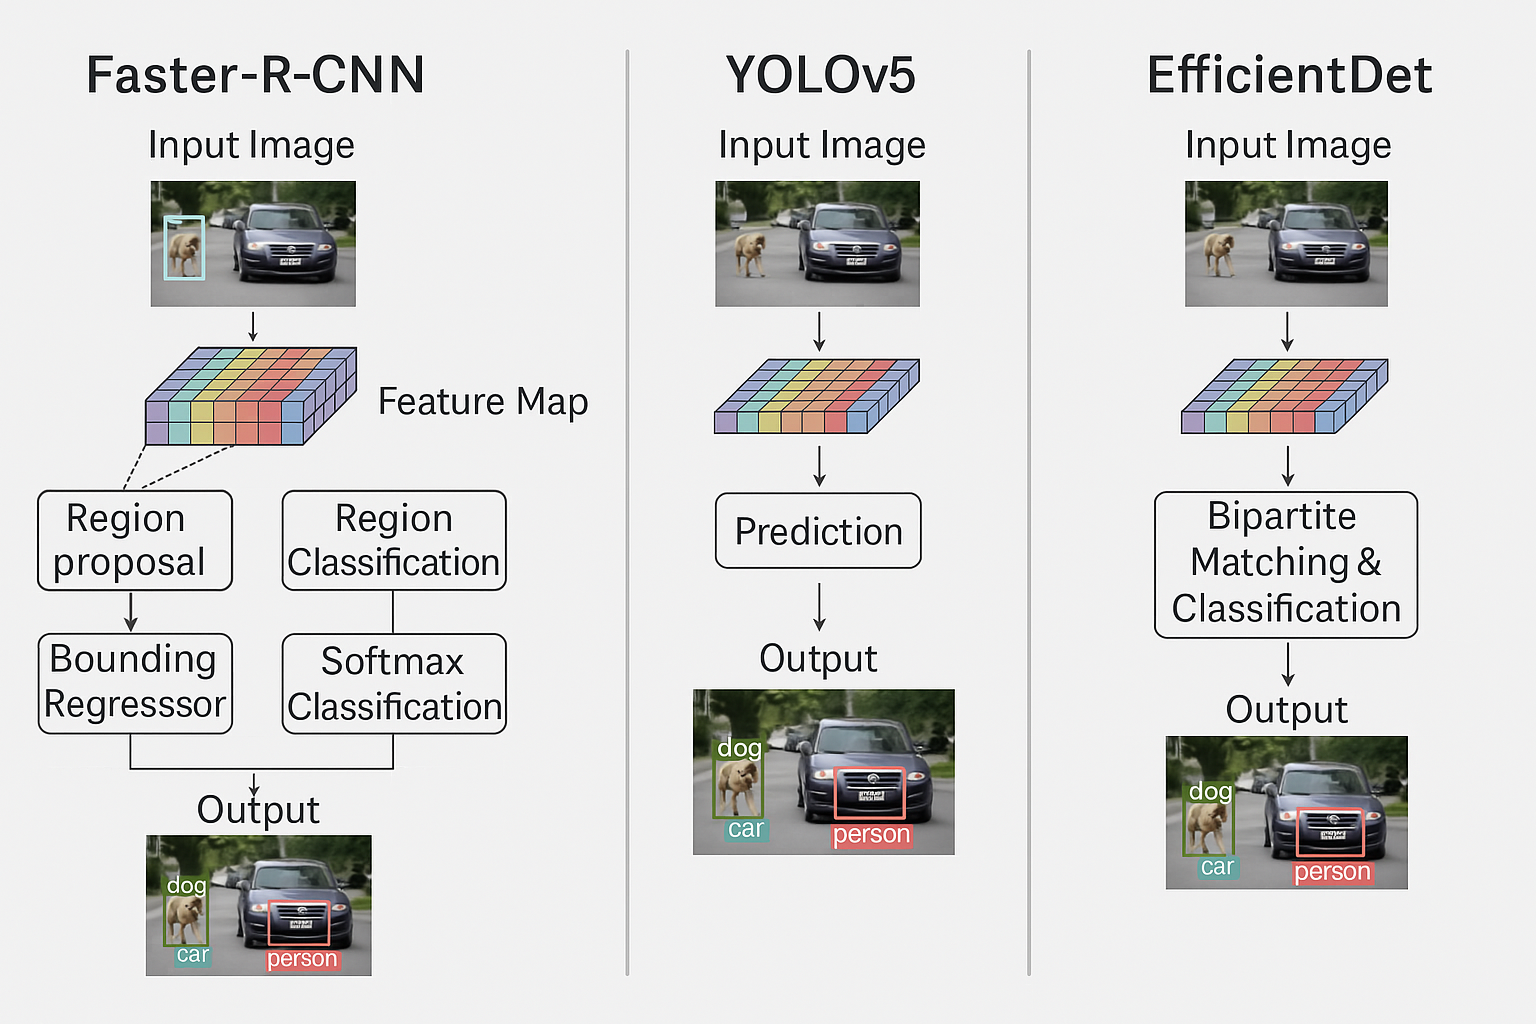 Faster-R-CNN
Input Image
Feature Map
Region
proposal
Region
Classification
Bounding
Regresssor
Softmax
Classification
Output
dog
car
person
YOLOv5
Input Image
Prediction
Output
dog
car
person
EfficientDet
Input Image
Bipartite
Matching &
Classification
Output
dog
car
person